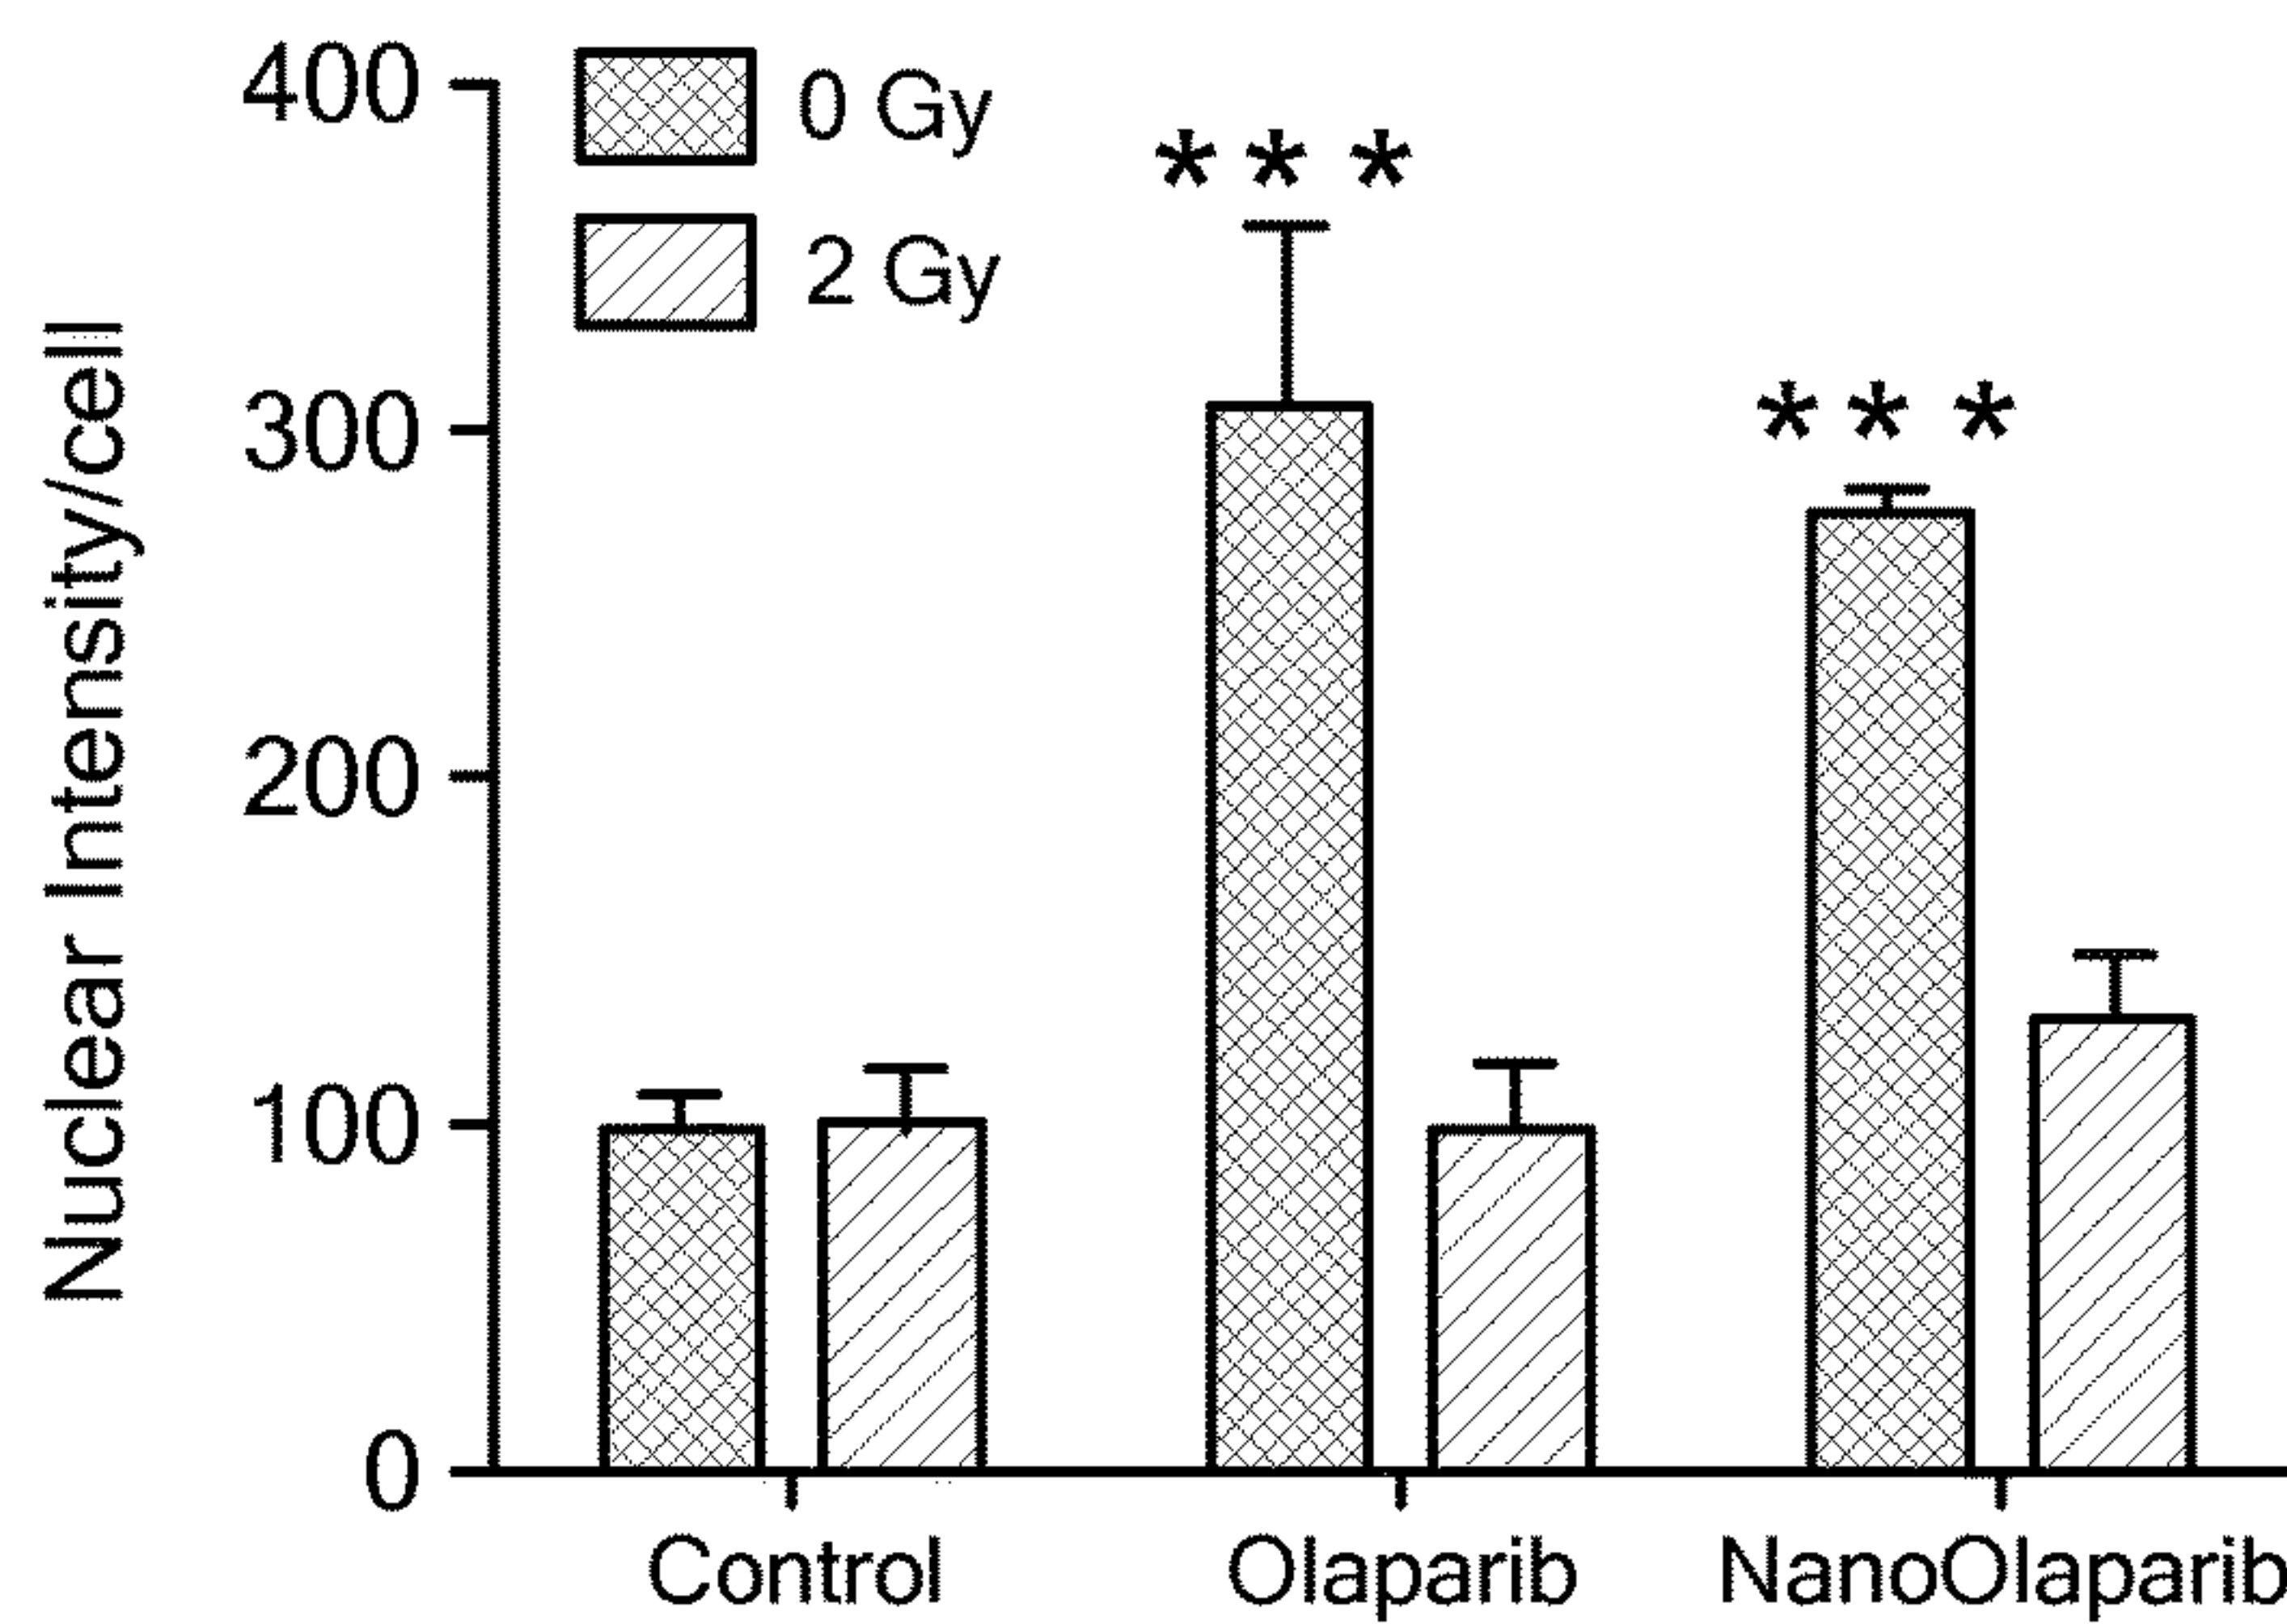 400
300
200
100
0
Nuclear Intensity/cell
0 Gy
2 Gy
***
***
Control
Olaparib
NanoOlaparib